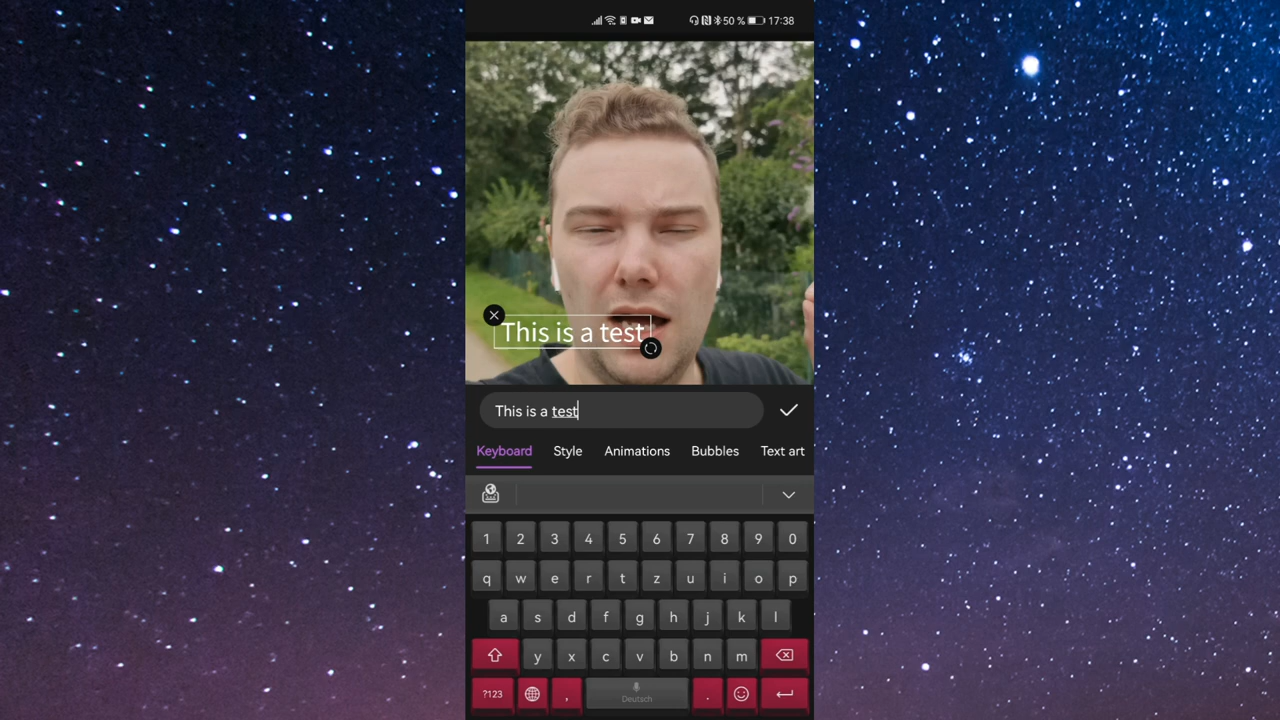 50 % 17:38
This is a test
This is a test
Keyboard Style Animations Bubbles Text art
1 2 3 4 5 6 7 8 9 0
q w e r t z u i o p
a s d f g h j k l
y x c v b n m
?123 , Deutsch .